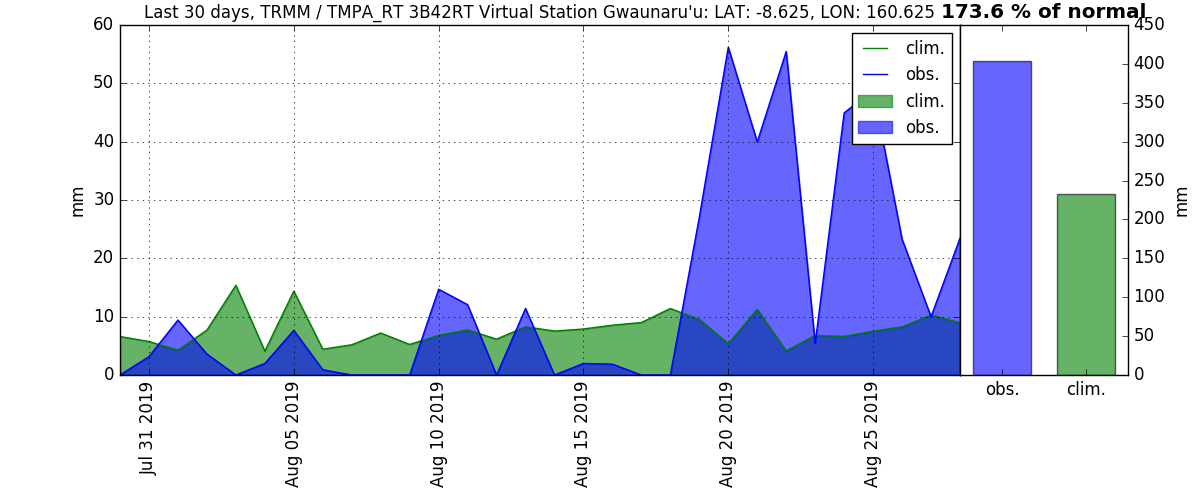 Last 30 days, TRMM / TMPA_RT 3B42RT Virtual Station Gwaunaru'u: LAT: -8.625, LON: 160.625 173.6 % of normal
60
50
40
30
20
10
0
mm
clim.
obs.
clim.
obs.
Jul 31 2019
Aug 05 2019
Aug 10 2019
Aug 15 2019
Aug 20 2019
Aug 25 2019
450
400
350
300
250
200
150
100
50
0
mm
obs.
clim.